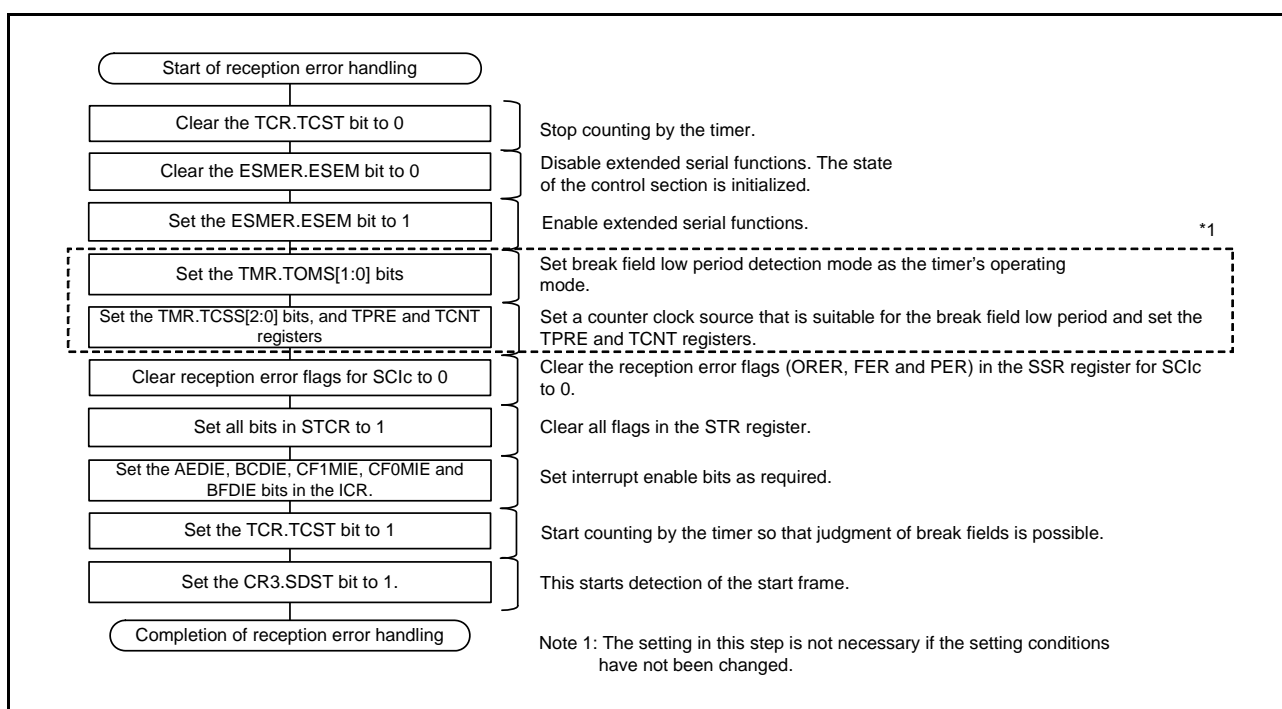 Start of reception error handling
Clear the TCR.TCST bit to 0
Stop counting by the timer.
Clear the ESMER.ESEM bit to 0
Disable extended serial functions. The state
of the control section is initialized.
Set the ESMER.ESEM bit to 1
Enable extended serial functions.
*1
Set the TMR.TOMS[1:0] bits
Set break field low period detection mode as the timer's operating
mode.
Set the TMR.TCSS[2:0] bits, and TPRE and TCNT
registers
Set a counter clock source that is suitable for the break field low period and set the
TPRE and TCNT registers.
Clear reception error flags for SCIc to 0
Clear the reception error flags (ORER, FER and PER) in the SSR register for SCIc
to 0.
Set all bits in STCR to 1
Clear all flags in the STR register.
Set the AEDIE, BCDIE, CF1MIE, CF0MIE and
BFDIE bits in the ICR.
Set interrupt enable bits as required.
Set the TCR.TCST bit to 1
Start counting by the timer so that judgment of break fields is possible.
Set the CR3.SDST bit to 1.
This starts detection of the start frame.
Completion of reception error handling
Note 1: The setting in this step is not necessary if the setting conditions
have not been changed.